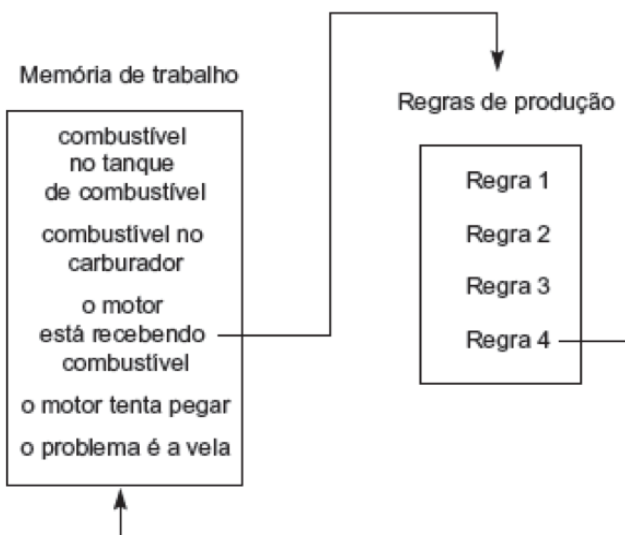 Memória de trabalho
combustível
no tanque
de combustível
combustível no
carburador
o motor
está recebendo
combustível
o motor tenta pegar
o problema é a vela
Regras de produção
Regra 1
Regra 2
Regra 3
Regra 4